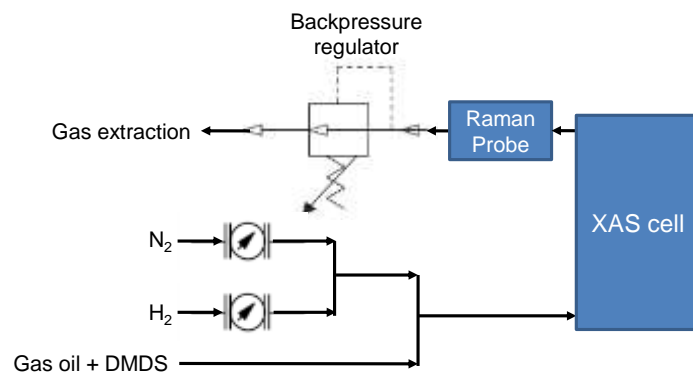 Backpressure
regulator
Gas extraction
Raman
Probe
XAS cell
N₂
H₂
Gas oil + DMDS